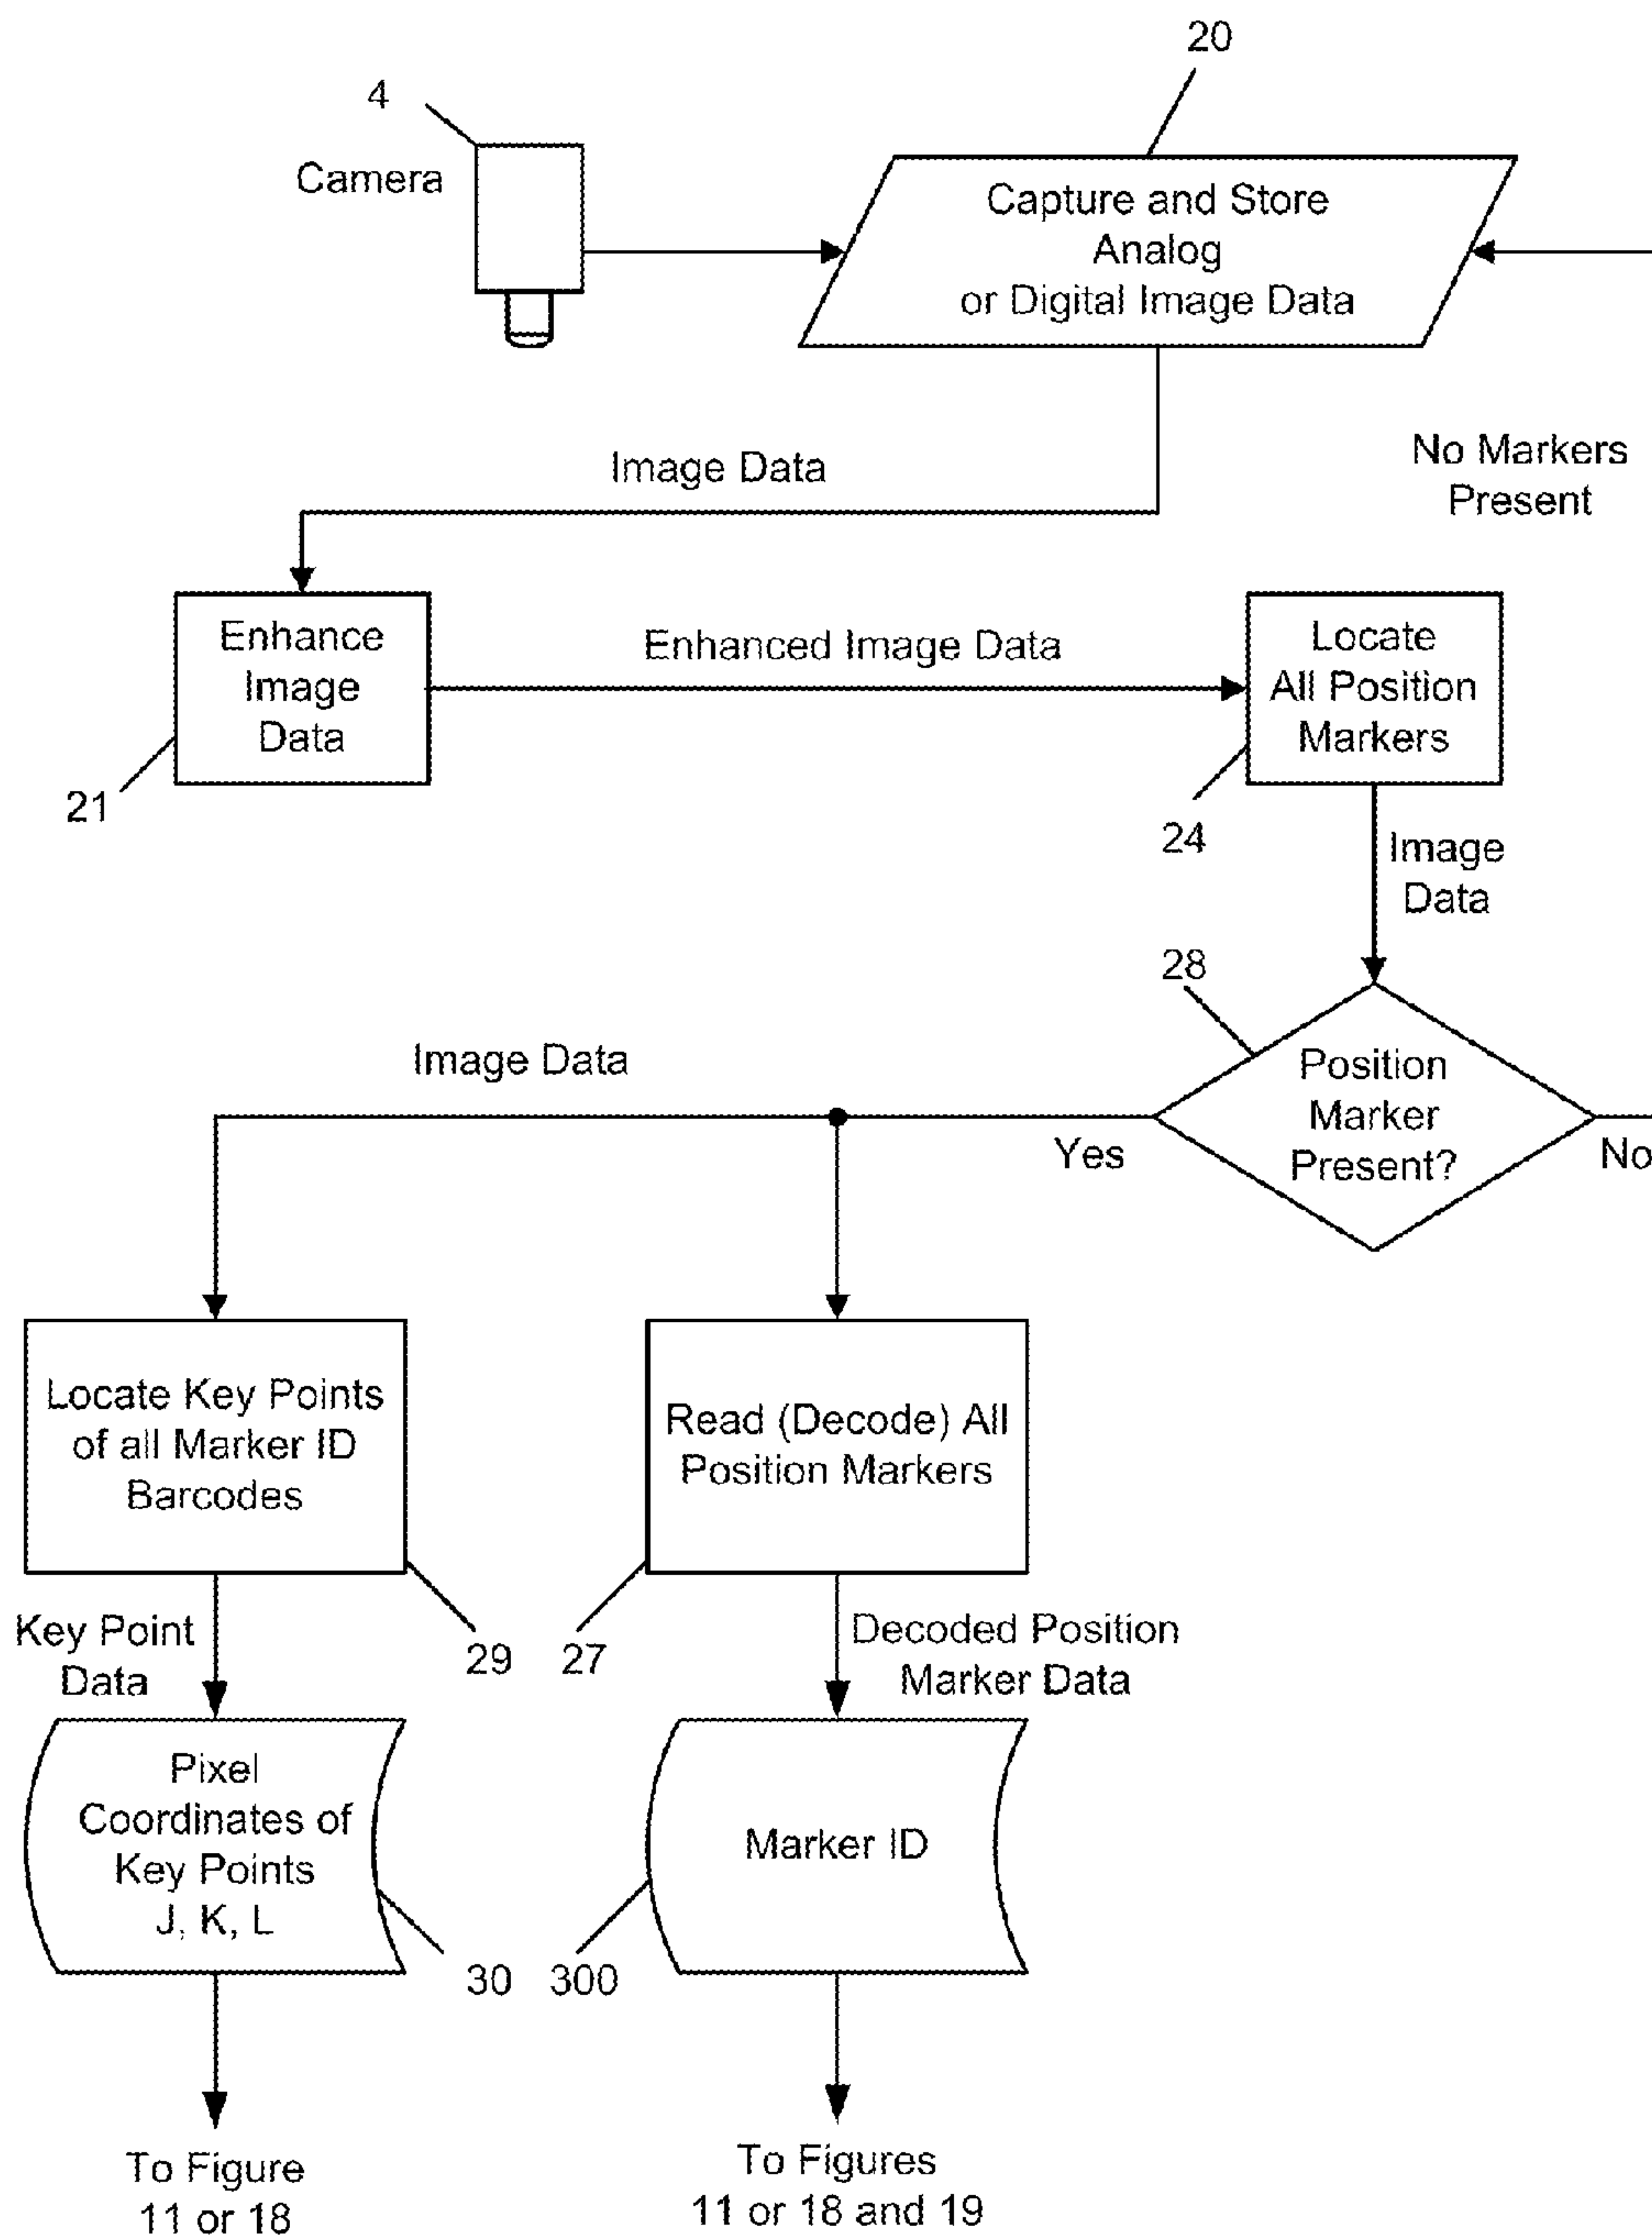 20
4
Camera
Capture and Store
Analog
or Digital Image Data
No Markers
Present
Image Data
Enhance
Image
Data
Enhanced Image Data
Locate
All Position
Markers
21
24
Image
Data
28
Image Data
Position
Marker
Present?
Yes
No
Locate Key Points
of all Marker ID
Barcodes
Read (Decode) All
Position Markers
Key Point
Data
29
27
Decoded Position
Marker Data
Pixel
Coordinates of
Key Points
J, K, L
Marker ID
30
300
To Figure
11 or 18
To Figures
11 or 18 and 19